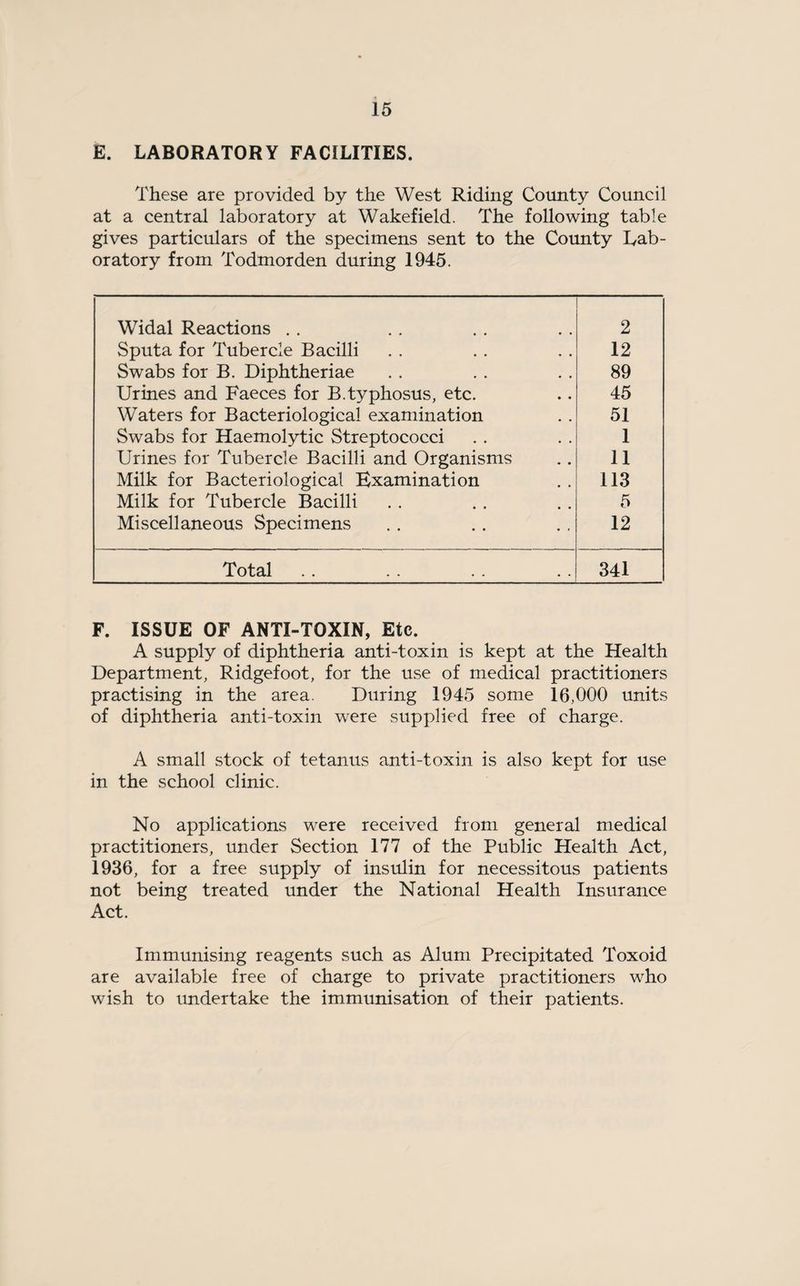 15
E. LABORATORY FACILITIES.
These are provided by the West Riding County Council
at a central laboratory at Wakefield. The following table
gives particulars of the specimens sent to the County Lab-
oratory from Todmorden during 1945.
Widal Reactions . . . . . . . . 2
Sputa for Tubercle Bacilli . . . . . . 12
Swabs for B. Diphtheriae . . . . . . 89
Urines and Faeces for B.typhosus, etc. . . 45
Waters for Bacteriological examination . . 51
Swabs for Haemolytic Streptococci . . . . 1
Urines for Tubercle Bacilli and Organisms . . 11
Milk for Bacteriological Examination . . 113
Milk for Tubercle Bacilli . . . . . . 5
Miscellaneous Specimens . . . . . . 12
Total . . . . . . . . 341
F. ISSUE OF ANTI-TOXIN, Etc.
A supply of diphtheria anti-toxin is kept at the Health
Department, Ridgefoot, for the use of medical practitioners
practising in the area. During 1945 some 16,000 units
of diphtheria anti-toxin were supplied free of charge.
A small stock of tetanus anti-toxin is also kept for use
in the school clinic.
No applications were received from general medical
practitioners, under Section 177 of the Public Health Act,
1936, for a free supply of insulin for necessitous patients
not being treated under the National Health Insurance
Act.
Immunising reagents such as Alum Precipitated Toxoid
are available free of charge to private practitioners who
wish to undertake the immunisation of their patients.